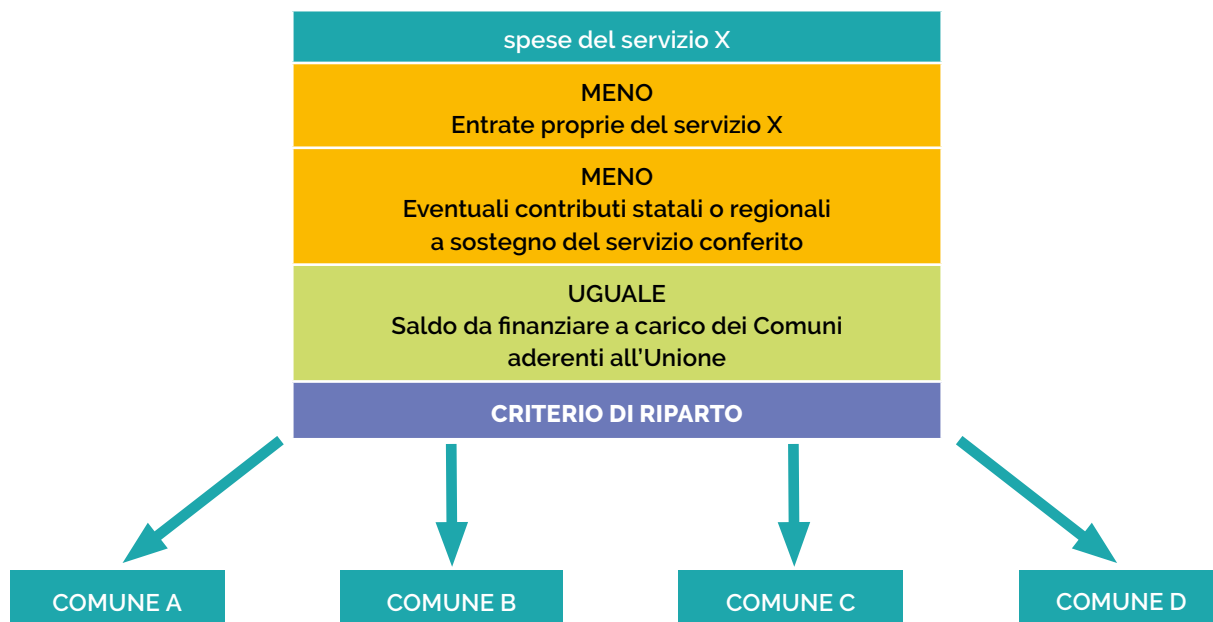 spese del servizio X
MENO
Entrate proprie del servizio X
MENO
Eventuali contributi statali o regionali
a sostegno del servizio conferito
UGUALE
Saldo da finanziare a carico dei Comuni
aderenti all’Unione
CRITERIO DI RIPARTO
COMUNE A
COMUNE B
COMUNE C
COMUNE D